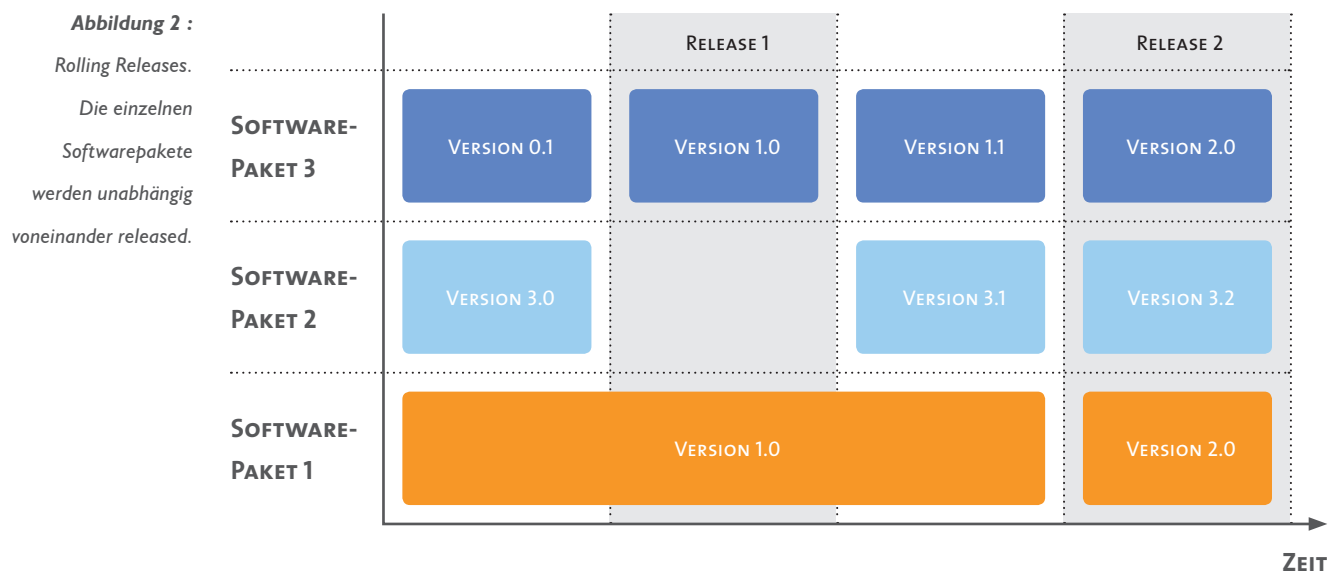 Abbildung 2 :
Rolling Releases.
Die einzelnen
Softwarepakete
werden unabhängig
voneinander released.
Release 1
Release 2
Software-
Paket 3
Version 0.1
Version 1.0
Version 1.1
Version 2.0
Software-
Paket 2
Version 3.0
Version 3.1
Version 3.2
Software-
Paket 1
Version 1.0
Version 2.0
Zeit